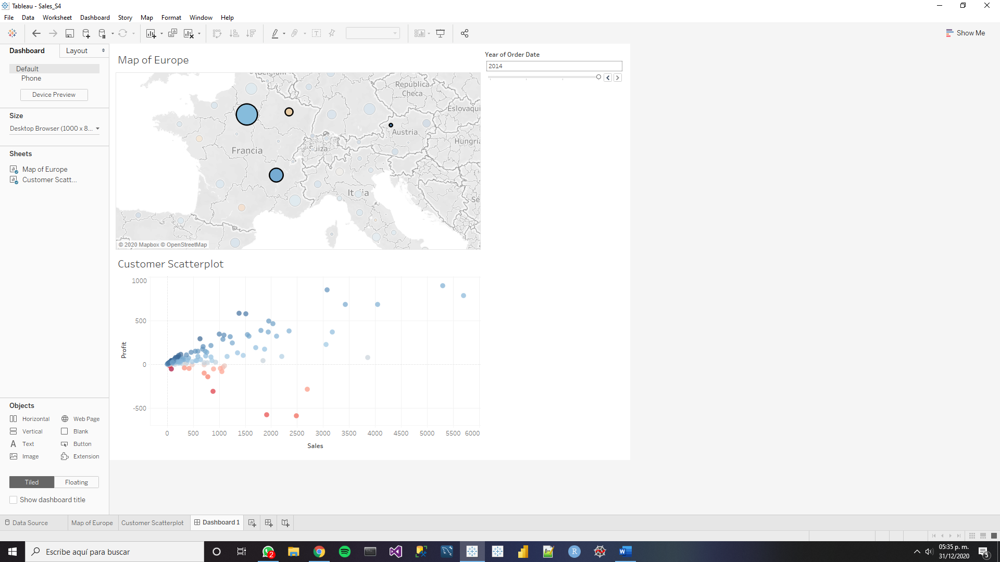 Tableau - Sales_S4
File Data Worksheet Dashboard Story Map Format Window Help
Show Me
Dashboard Layout
Default
Phone
Device Preview
Size
Desktop Browser (1000 x 8...
Sheets
Map of Europe
Customer Scatt...
Objects
Horizontal Web Page
Vertical Blank
Text Button
Image Extension
Tiled Floating
Show dashboard title
Map of Europe
República
Checa
Eslovaqui
Austria
Hungría
Francia
Suiza
Italia
Se
© 2020 Mapbox © OpenStreetMap
Year of Order Date
2014
Customer Scatterplot
1000
500
0
-500
Profit
0 500 1000 1500 2000 2500 3000 3500 4000 4500 5000 5500 6000
Sales
Data Source Map of Europe Customer Scatterplot Dashboard 1
Escribe aquí para buscar
2
R
W
05:35 p. m.
31/12/2020
5